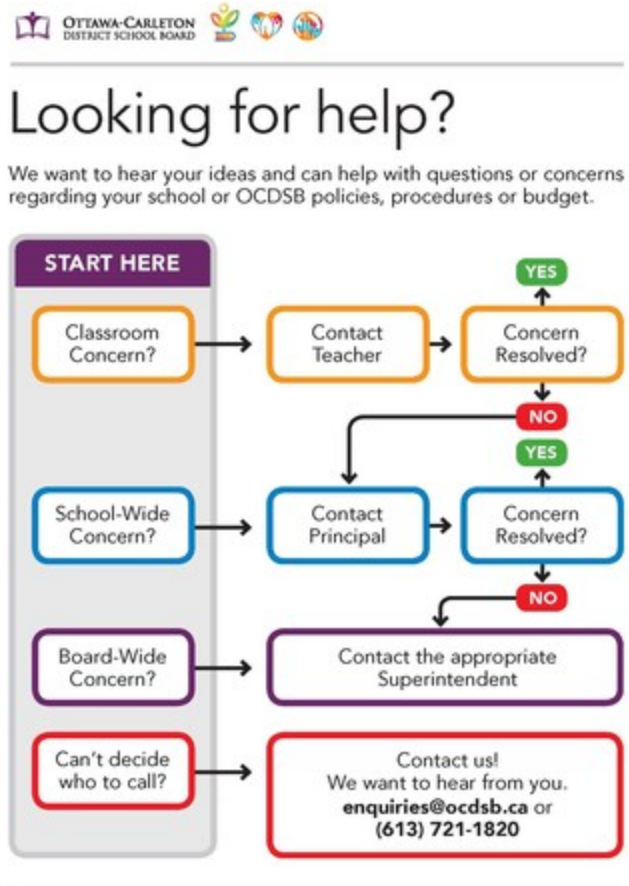 OTTAWA-CARLETON
DISTRICT SCHOOL BOARD
Looking for help?
We want to hear your ideas and can help with questions or concerns
regarding your school or OCDSB policies, procedures or budget.
START HERE
Classroom
Concern?
Contact
Teacher
YES
Concern
Resolved?
NO
School-Wide
Concern?
Contact
Principal
YES
Concern
Resolved?
NO
Board-Wide
Concern?
Contact the appropriate
Superintendent
Can't decide
who to call?
Contact us!
We want to hear from you.
enquiries@ocdsb.ca or
(613) 721-1820